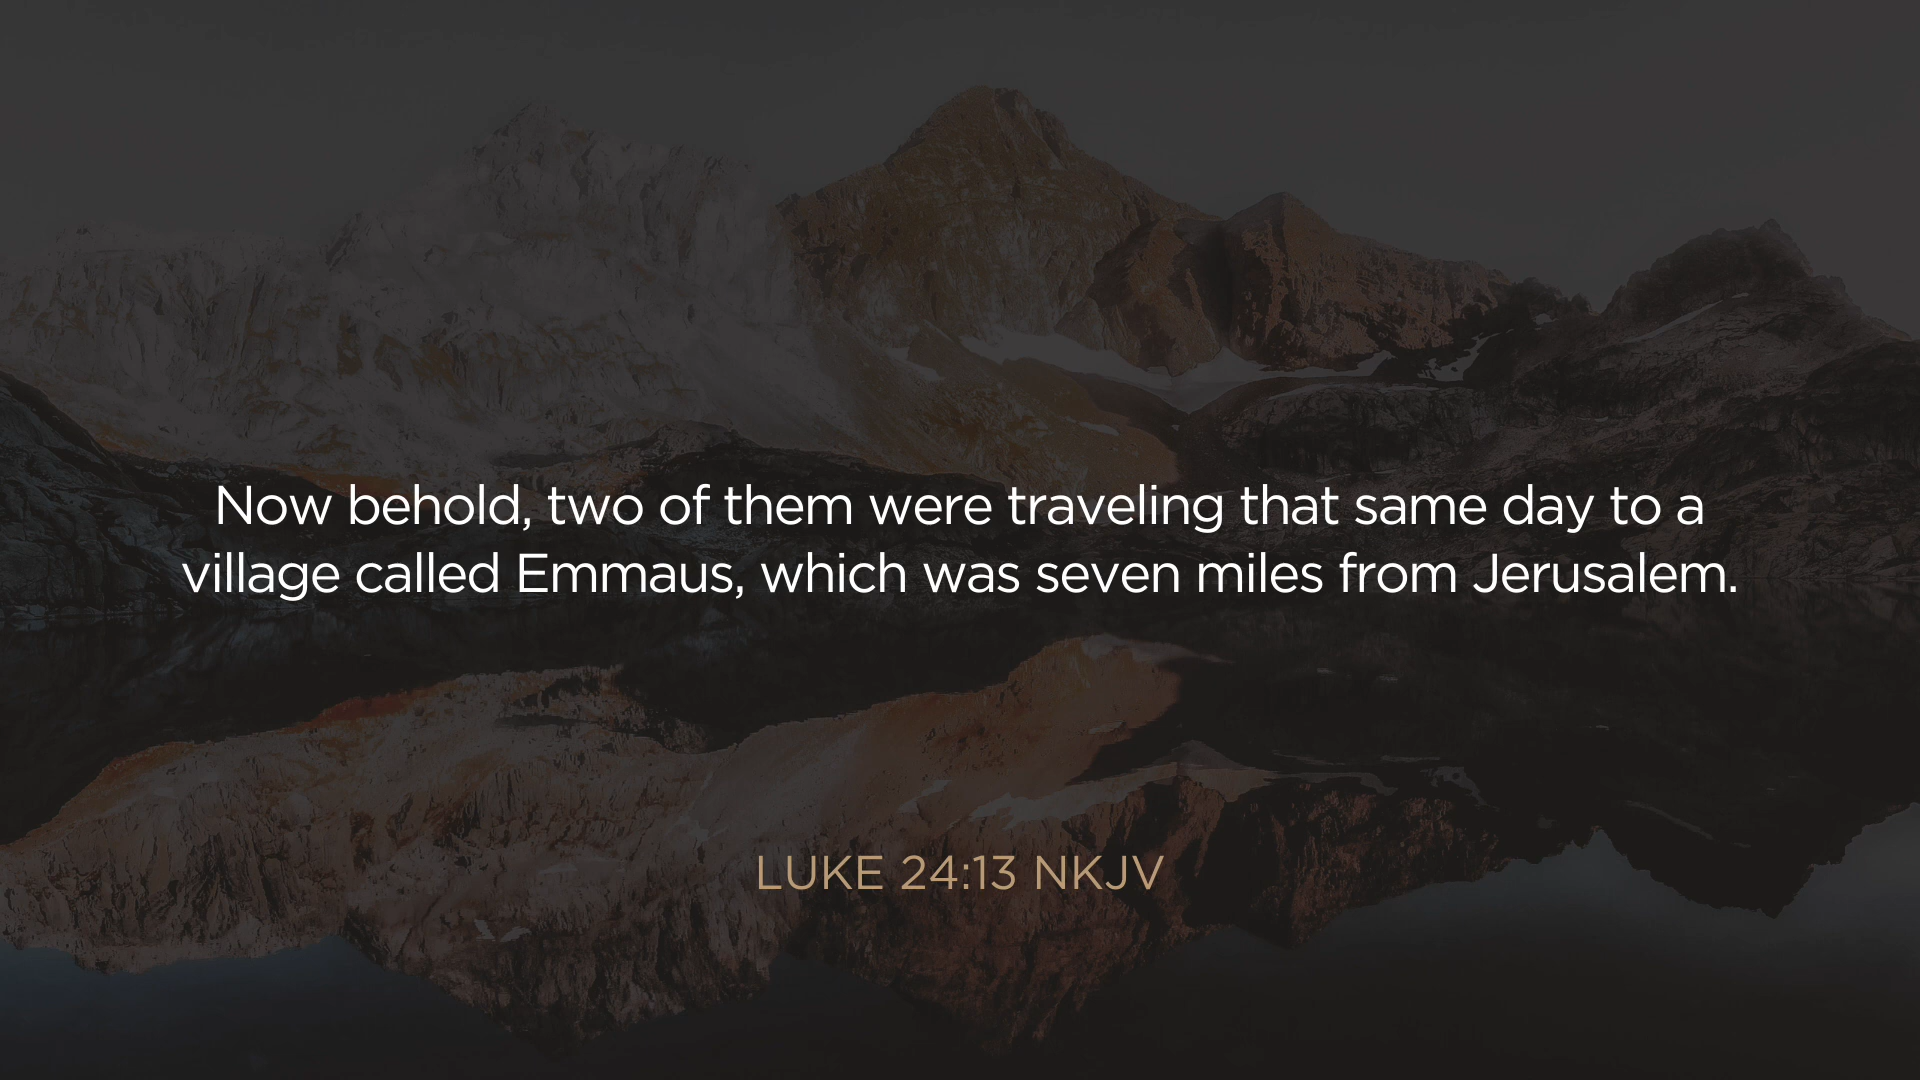 Now behold, two of them were traveling that same day to a
village called Emmaus, which was seven miles from Jerusalem.
LUKE 24:13 NKJV